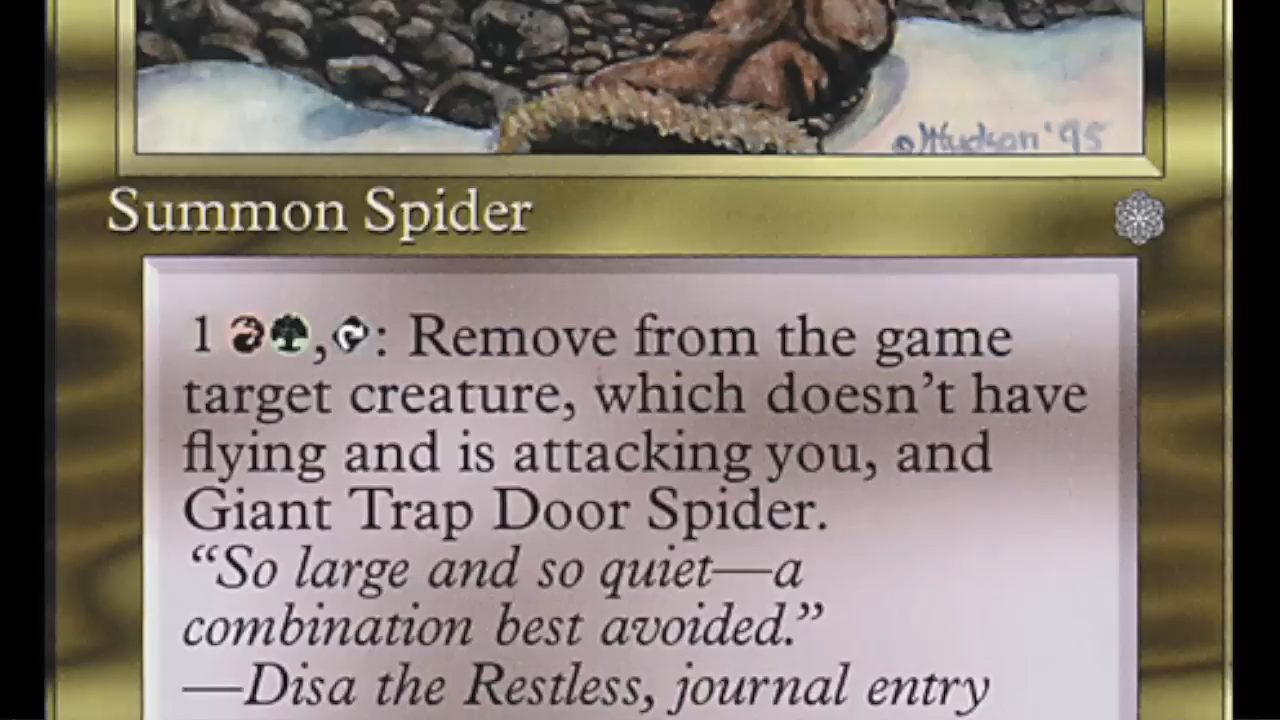 Hudson '95
Summon Spider
1 , : Remove from the game
target creature, which doesn't have
flying and is attacking you, and
Giant Trap Door Spider.
“So large and so quiet—a
combination best avoided.”
—Disa the Restless, journal entry